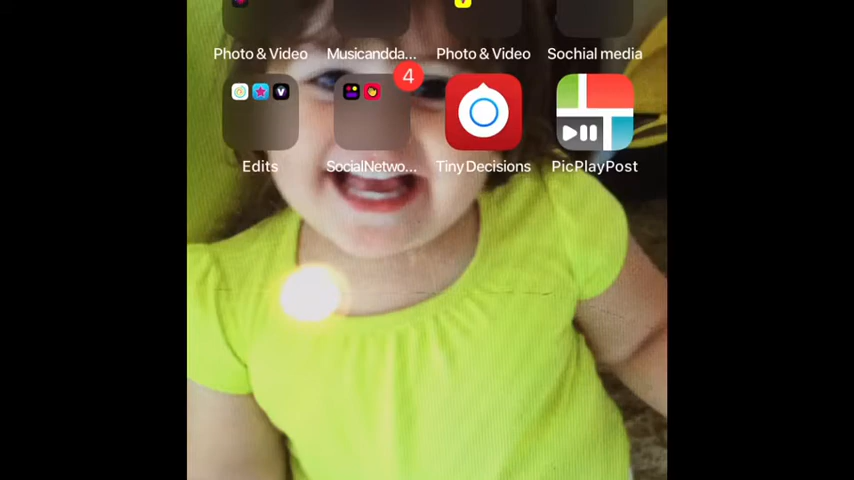 Photo & Video Musicandda... Photo & Video Sochial media
4
Edits SocialNetwo... Tiny Decisions PicPlayPost